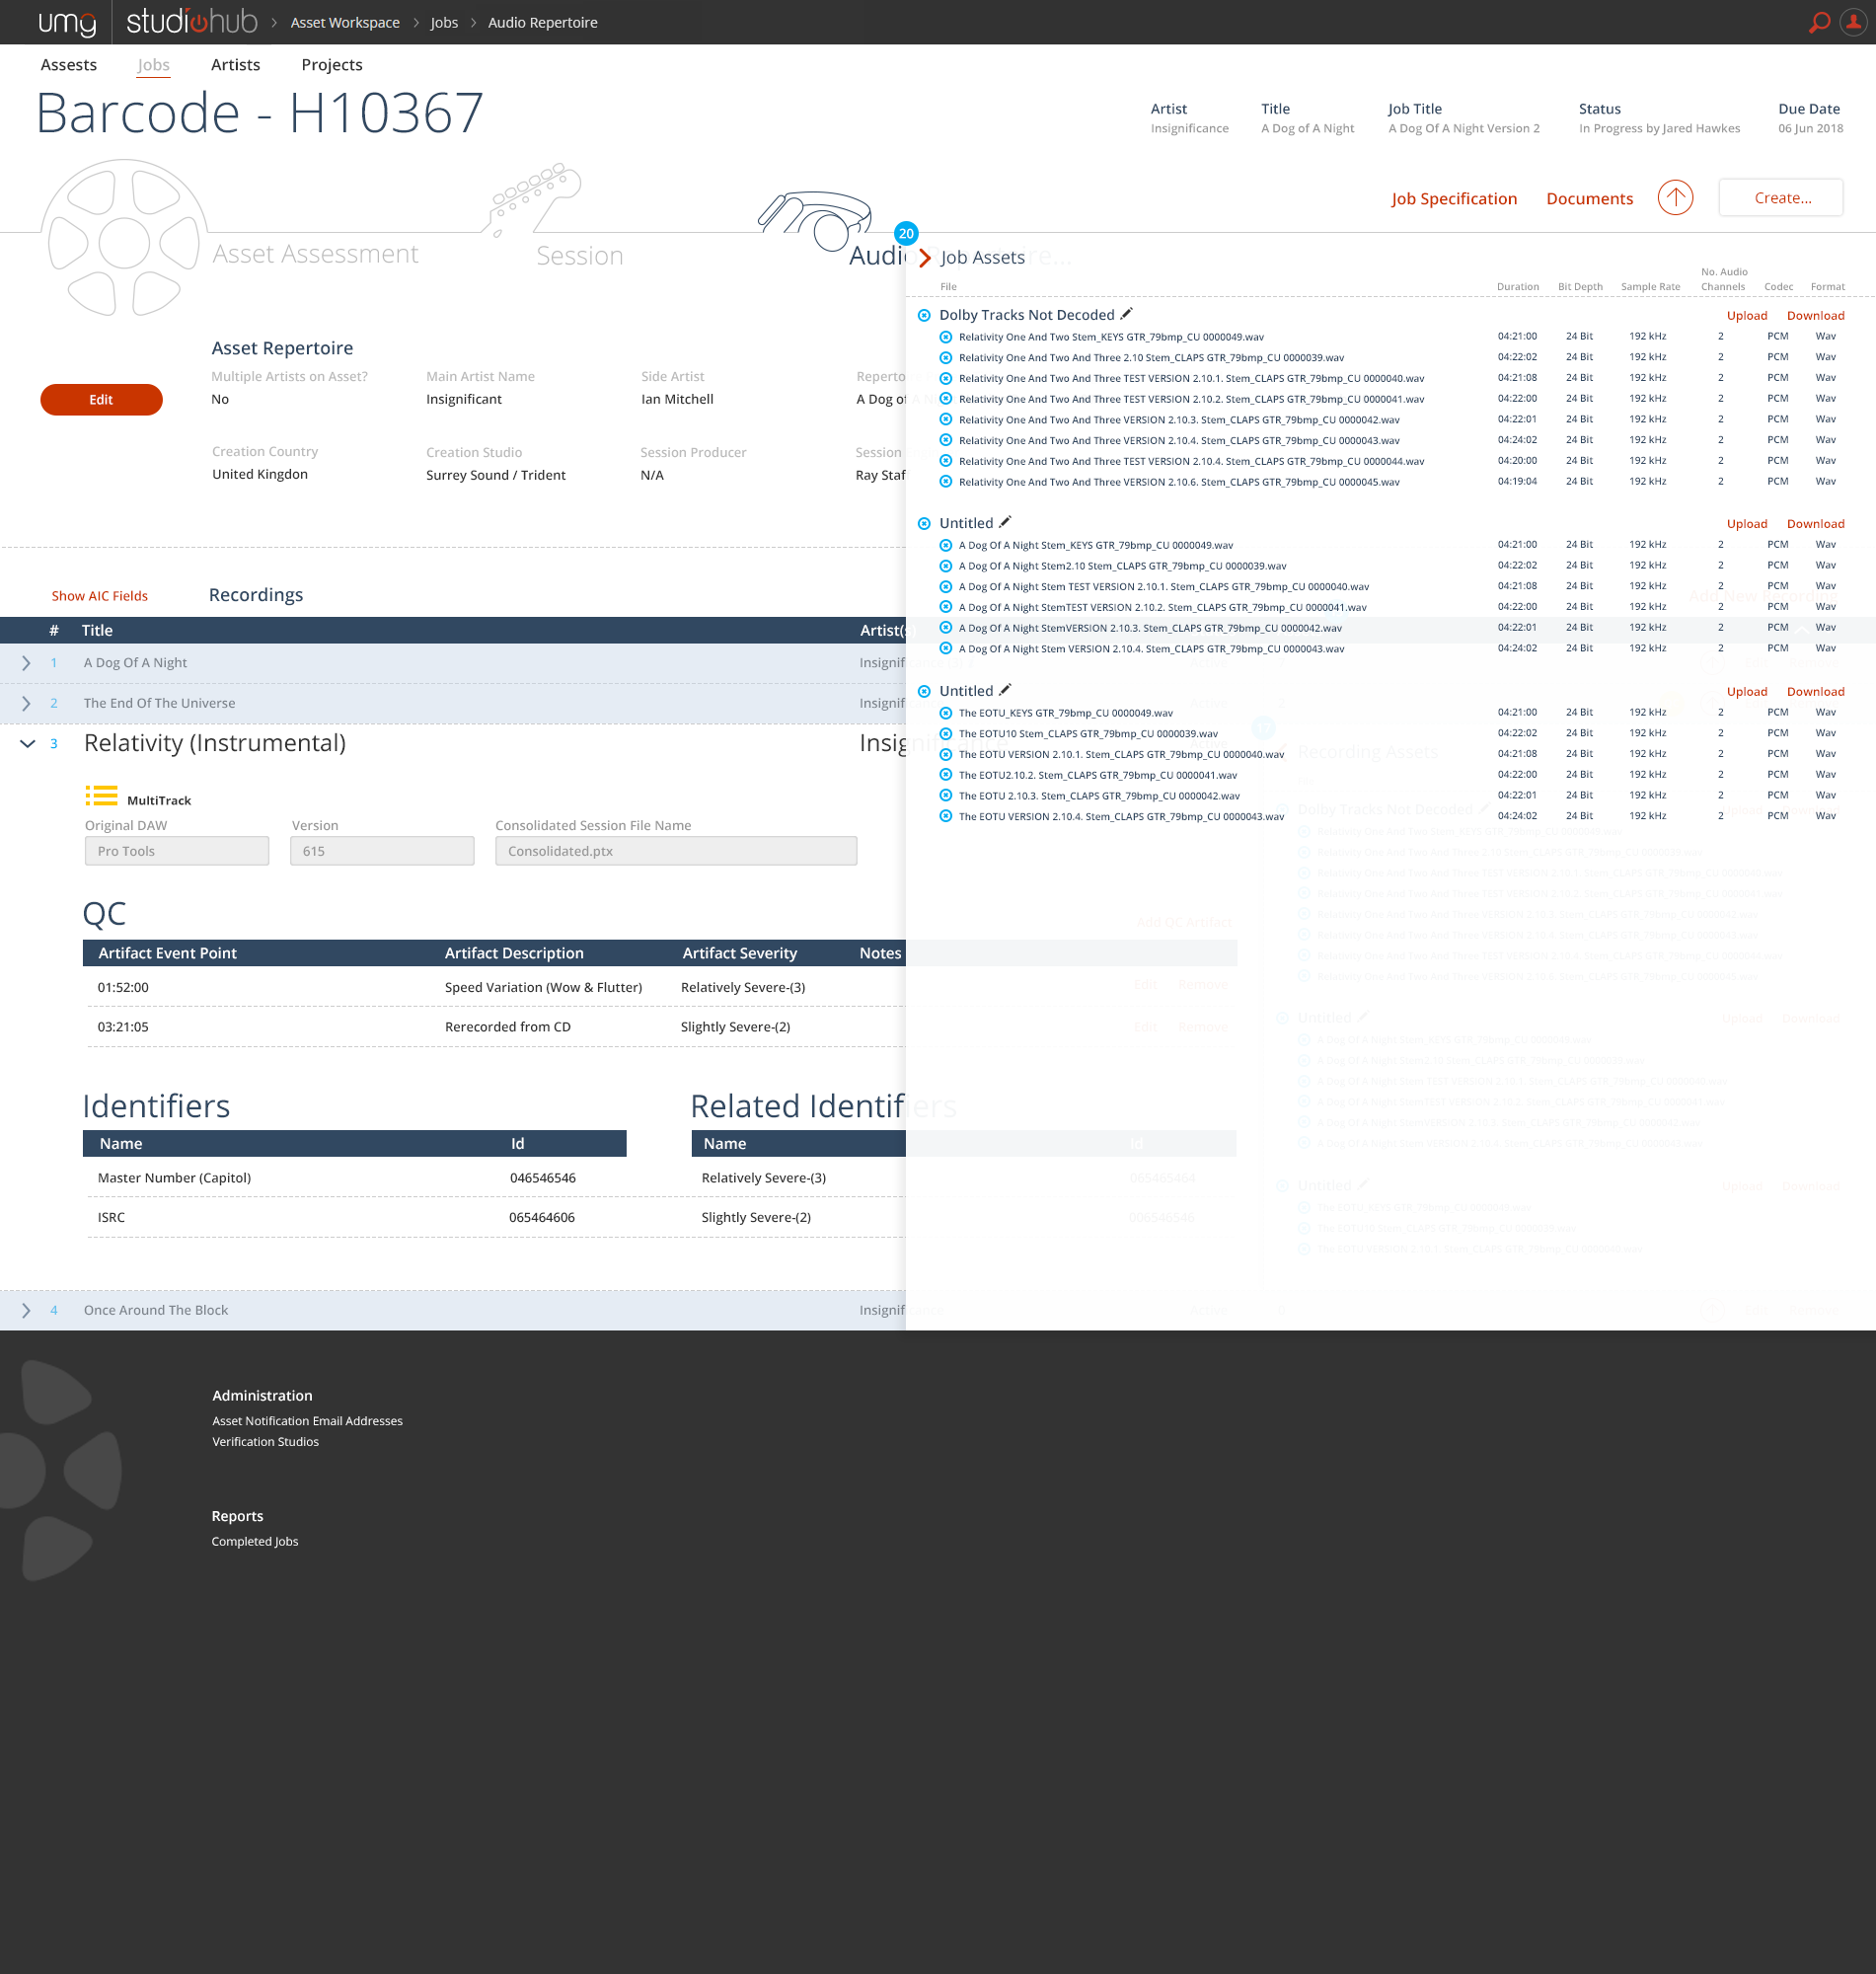 umg studiohub > Asset Workspace > Jobs > Audio Repertoire
Assests Jobs Artists Projects
Barcode - H10367
Artist Title Job Title Status Due Date
Insignificance A Dog of A Night A Dog Of A Night Version 2 In Progress by Jared Hawkes 06 Jun 2018
Job Specification Documents Create...
Asset Assessment Session Audio
20
Job Assets
File Duration Bit Depth Sample Rate No. Audio Channels Codec Format
Dolby Tracks Not Decoded Upload Download
Relativity One And Two Stem_KEYS GTR_79bmp_CU 0000049.wav 04:21:00 24 Bit 192 kHz 2 PCM Wav
Relativity One And Two And Three 2.10 Stem_CLAPS GTR_79bmp_CU 0000039.wav 04:22:02 24 Bit 192 kHz 2 PCM Wav
Relativity One And Two And Three TEST VERSION 2.10.1. Stem_CLAPS GTR_79bmp_CU 0000040.wav 04:21:08 24 Bit 192 kHz 2 PCM Wav
Relativity One And Two And Three TEST VERSION 2.10.2. Stem_CLAPS GTR_79bmp_CU 0000041.wav 04:22:00 24 Bit 192 kHz 2 PCM Wav
Relativity One And Two And Three VERSION 2.10.3. Stem_CLAPS GTR_79bmp_CU 0000042.wav 04:22:01 24 Bit 192 kHz 2 PCM Wav
Relativity One And Two And Three VERSION 2.10.4. Stem_CLAPS GTR_79bmp_CU 0000043.wav 04:24:02 24 Bit 192 kHz 2 PCM Wav
Relativity One And Two And Three TEST VERSION 2.10.4. Stem_CLAPS GTR_79bmp_CU 0000044.wav 04:20:00 24 Bit 192 kHz 2 PCM Wav
Relativity One And Two And Three VERSION 2.10.6. Stem_CLAPS GTR_79bmp_CU 0000045.wav 04:19:04 24 Bit 192 kHz 2 PCM Wav
Untitled Upload Download
A Dog Of A Night Stem_KEYS GTR_79bmp_CU 0000049.wav 04:21:00 24 Bit 192 kHz 2 PCM Wav
A Dog Of A Night Stem2.10 Stem_CLAPS GTR_79bmp_CU 0000039.wav 04:22:02 24 Bit 192 kHz 2 PCM Wav
A Dog Of A Night Stem TEST VERSION 2.10.1. Stem_CLAPS GTR_79bmp_CU 0000040.wav 04:21:08 24 Bit 192 kHz 2 PCM Wav
A Dog Of A Night StemTEST VERSION 2.10.2. Stem_CLAPS GTR_79bmp_CU 0000041.wav 04:22:00 24 Bit 192 kHz 2 PCM Wav
A Dog Of A Night StemVERSION 2.10.3. Stem_CLAPS GTR_79bmp_CU 0000042.wav 04:22:01 24 Bit 192 kHz 2 PCM Wav
A Dog Of A Night Stem VERSION 2.10.4. Stem_CLAPS GTR_79bmp_CU 0000043.wav 04:24:02 24 Bit 192 kHz 2 PCM Wav
Untitled Upload Download
The EOTU_KEYS GTR_79bmp_CU 0000049.wav 04:21:00 24 Bit 192 kHz 2 PCM Wav
The EOTU10 Stem_CLAPS GTR_79bmp_CU 0000039.wav 04:22:02 24 Bit 192 kHz 2 PCM Wav
The EOTU VERSION 2.10.1. Stem_CLAPS GTR_79bmp_CU 0000040.wav 04:21:08 24 Bit 192 kHz 2 PCM Wav
The EOTU2.10.2. Stem_CLAPS GTR_79bmp_CU 0000041.wav 04:22:00 24 Bit 192 kHz 2 PCM Wav
The EOTU 2.10.3. Stem_CLAPS GTR_79bmp_CU 0000042.wav 04:22:01 24 Bit 192 kHz 2 PCM Wav
The EOTU VERSION 2.10.4. Stem_CLAPS GTR_79bmp_CU 0000043.wav 04:24:02 24 Bit 192 kHz 2 PCM Wav
Asset Repertoire
Multiple Artists on Asset? Main Artist Name Side Artist
Edit No Insignificant Ian Mitchell A Dog of A
Creation Country Creation Studio Session Producer Session
United Kingdon Surrey Sound / Trident N/A Ray Staf
Show AIC Fields Recordings Add New Recording
# Title Artist(s)
1 A Dog Of A Night Insignif
2 The End Of The Universe Insignif
3 Relativity (Instrumental) Insignificance
MultiTrack
Original DAW Version Consolidated Session File Name
Pro Tools 615 Consolidated.ptx
Recording Assets
Dolby Tracks Not Decoded
QC
Add QC Artifact
Artifact Event Point Artifact Description Artifact Severity Notes
01:52:00 Speed Variation (Wow & Flutter) Relatively Severe-(3) Edit Remove
03:21:05 Rerecorded from CD Slightly Severe-(2) Edit Remove
Untitled Upload Download
Identifiers Related Identifiers
Name Id Name Id
Master Number (Capitol) 046546546 Relatively Severe-(3) 065465464
ISRC 065464606 Slightly Severe-(2) 006546546
Untitled Upload Download
4 Once Around The Block Insignif
Administration
Asset Notification Email Addresses
Verification Studios
Reports
Completed Jobs